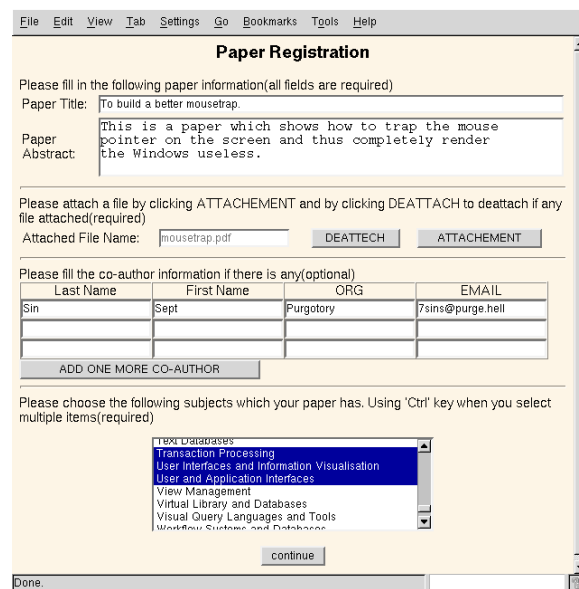 File Edit View Tab Settings Go Bookmarks Tools Help
Paper Registration
Please fill in the following paper information(all fields are required)
Paper Title: To build a better mousetrap.
Paper Abstract: This is a paper which shows how to trap the mouse
pointer on the screen and thus completely render
the Windows useless.
Please attach a file by clicking ATTACHEMENT and by clicking DEATTACH to deattach if any
file attached(required)
Attached File Name: mousetrap.pdf DEATTECH ATTACHEMENT
Please fill the co-author information if there is any(optional)
Last Name First Name ORG EMAIL
Sin Sept Purgotory 7sins@purge.hell
ADD ONE MORE CO-AUTHOR
Please choose the following subjects which your paper has. Using 'Ctrl' key when you select
multiple items(required)
Text Databases
Transaction Processing
User Interfaces and Information Visualisation
User and Application Interfaces
View Management
Virtual Library and Databases
Visual Query Languages and Tools
Workflow Systems and Databases
continue
Done.